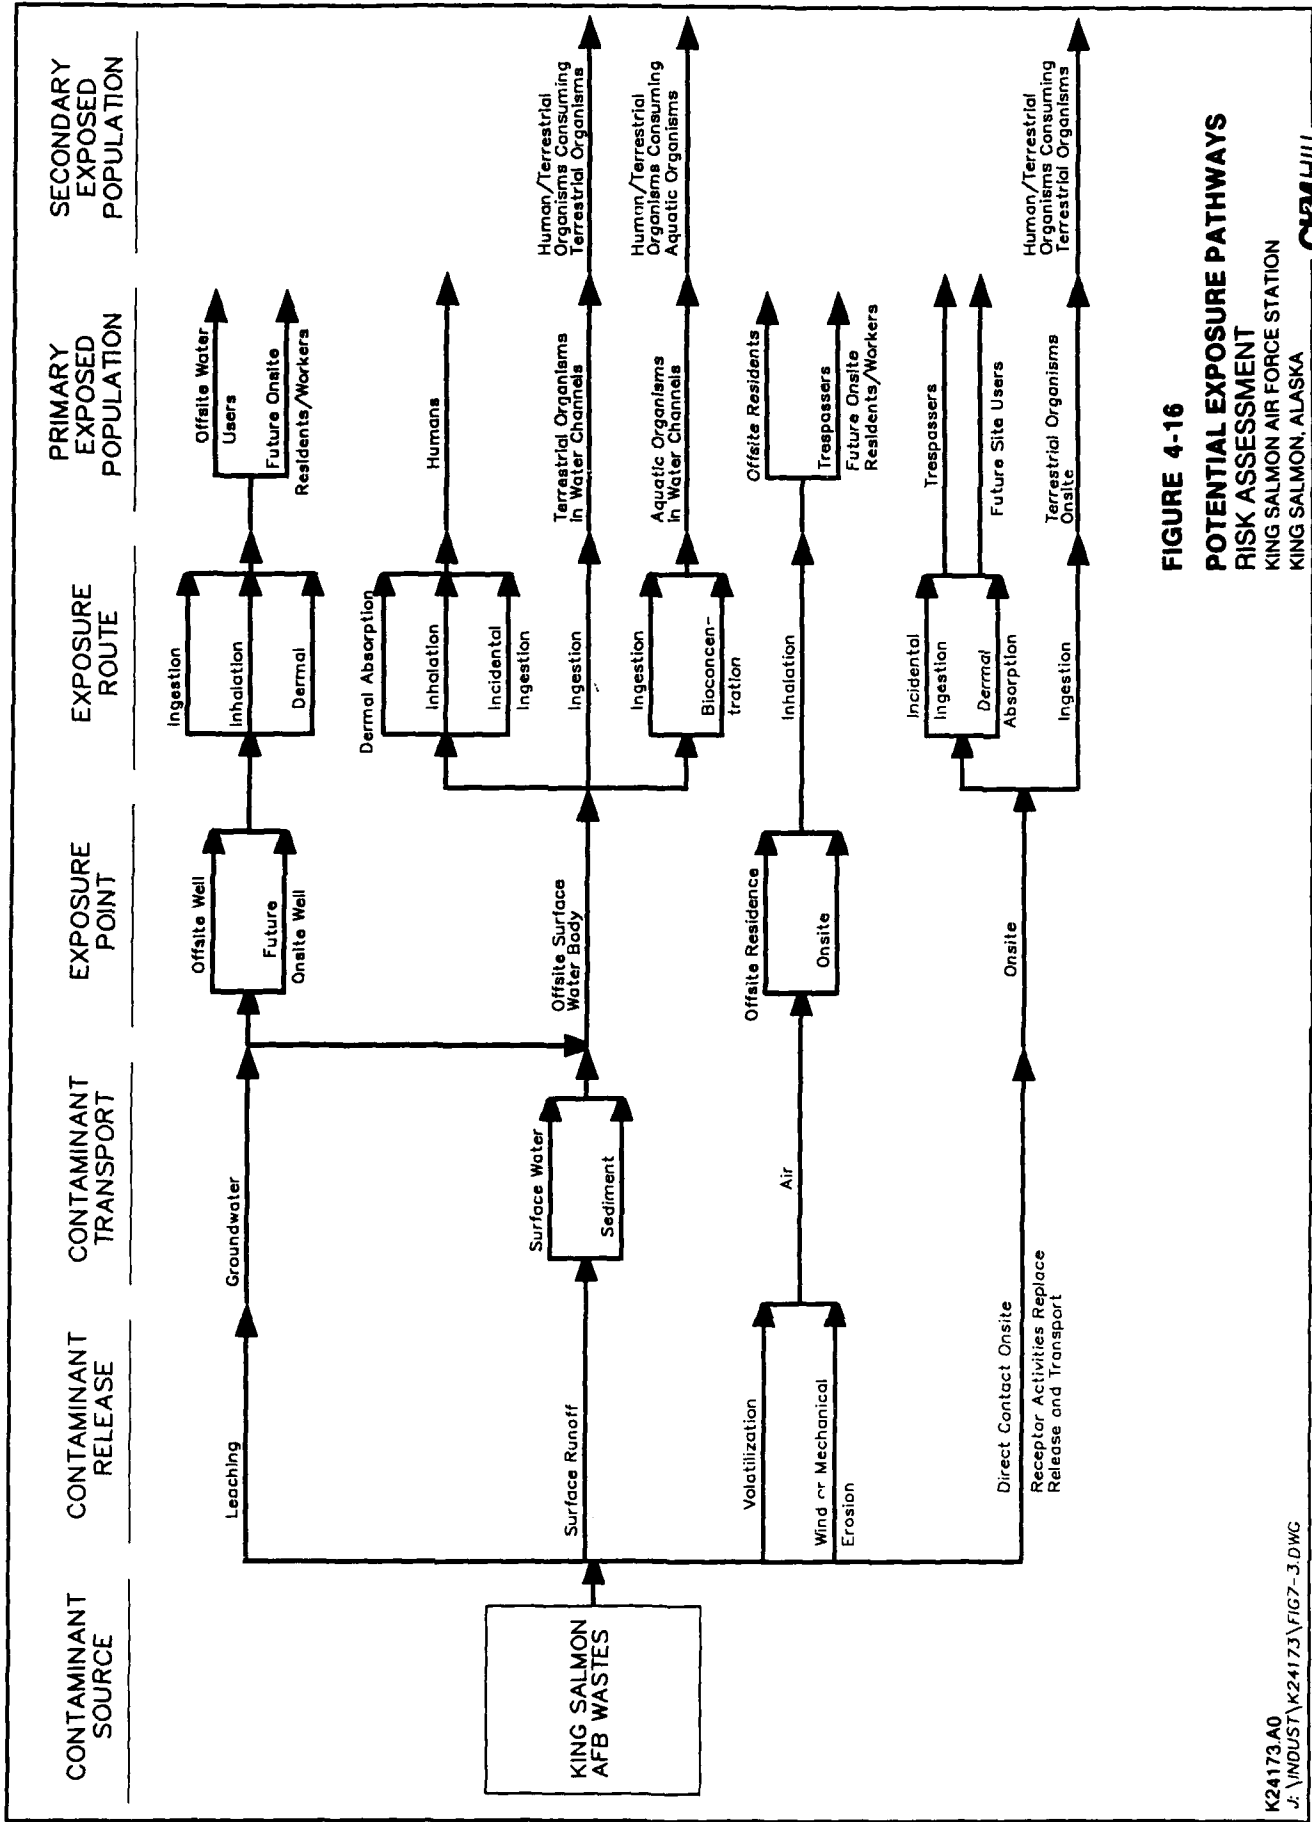 CONTAMINANT
SOURCE
CONTAMINANT
RELEASE
CONTAMINANT
TRANSPORT
EXPOSURE
POINT
EXPOSURE
ROUTE
PRIMARY
EXPOSED
POPULATION
SECONDARY
EXPOSED
POPULATION
KING SALMON
AFB WASTES
Leaching
Groundwater
Offsite Well
Future
Onsite Well
Ingestion
Inhalation
Dermal
Offsite Water
Users
Future Onsite
Residents/Workers
Surface Runoff
Surface Water
Sediment
Offsite Surface
Water Body
Dermal Absorption
Inhalation
Incidental
Ingestion
Humans
Ingestion
Terrestrial Organisms
in Water Channels
Human/Terrestrial
Organisms Consuming
Terrestrial Organisms
Ingestion
Bioconcen-
tration
Aquatic Organisms
in Water Channels
Human/Terrestrial
Organisms Consuming
Aquatic Organisms
Volatilization
Wind or Mechanical
Erosion
Air
Offsite Residence
Onsite
Inhalation
Offsite Residents
Trespassers
Future Onsite
Residents/Workers
Direct Contact Onsite
Receptor Activities Replace
Release and Transport
Onsite
Incidental
Ingestion
Dermal
Absorption
Trespassers
Future Site Users
Ingestion
Terrestrial Organisms
Onsite
Human/Terrestrial
Organisms Consuming
Terrestrial Organisms
FIGURE 4-16
POTENTIAL EXPOSURE PATHWAYS
RISK ASSESSMENT
KING SALMON AIR FORCE STATION
KING SALMON, ALASKA
CH2M HILL
K24173.A0
J:\INDUST\K24173\FIG7-3.DWG